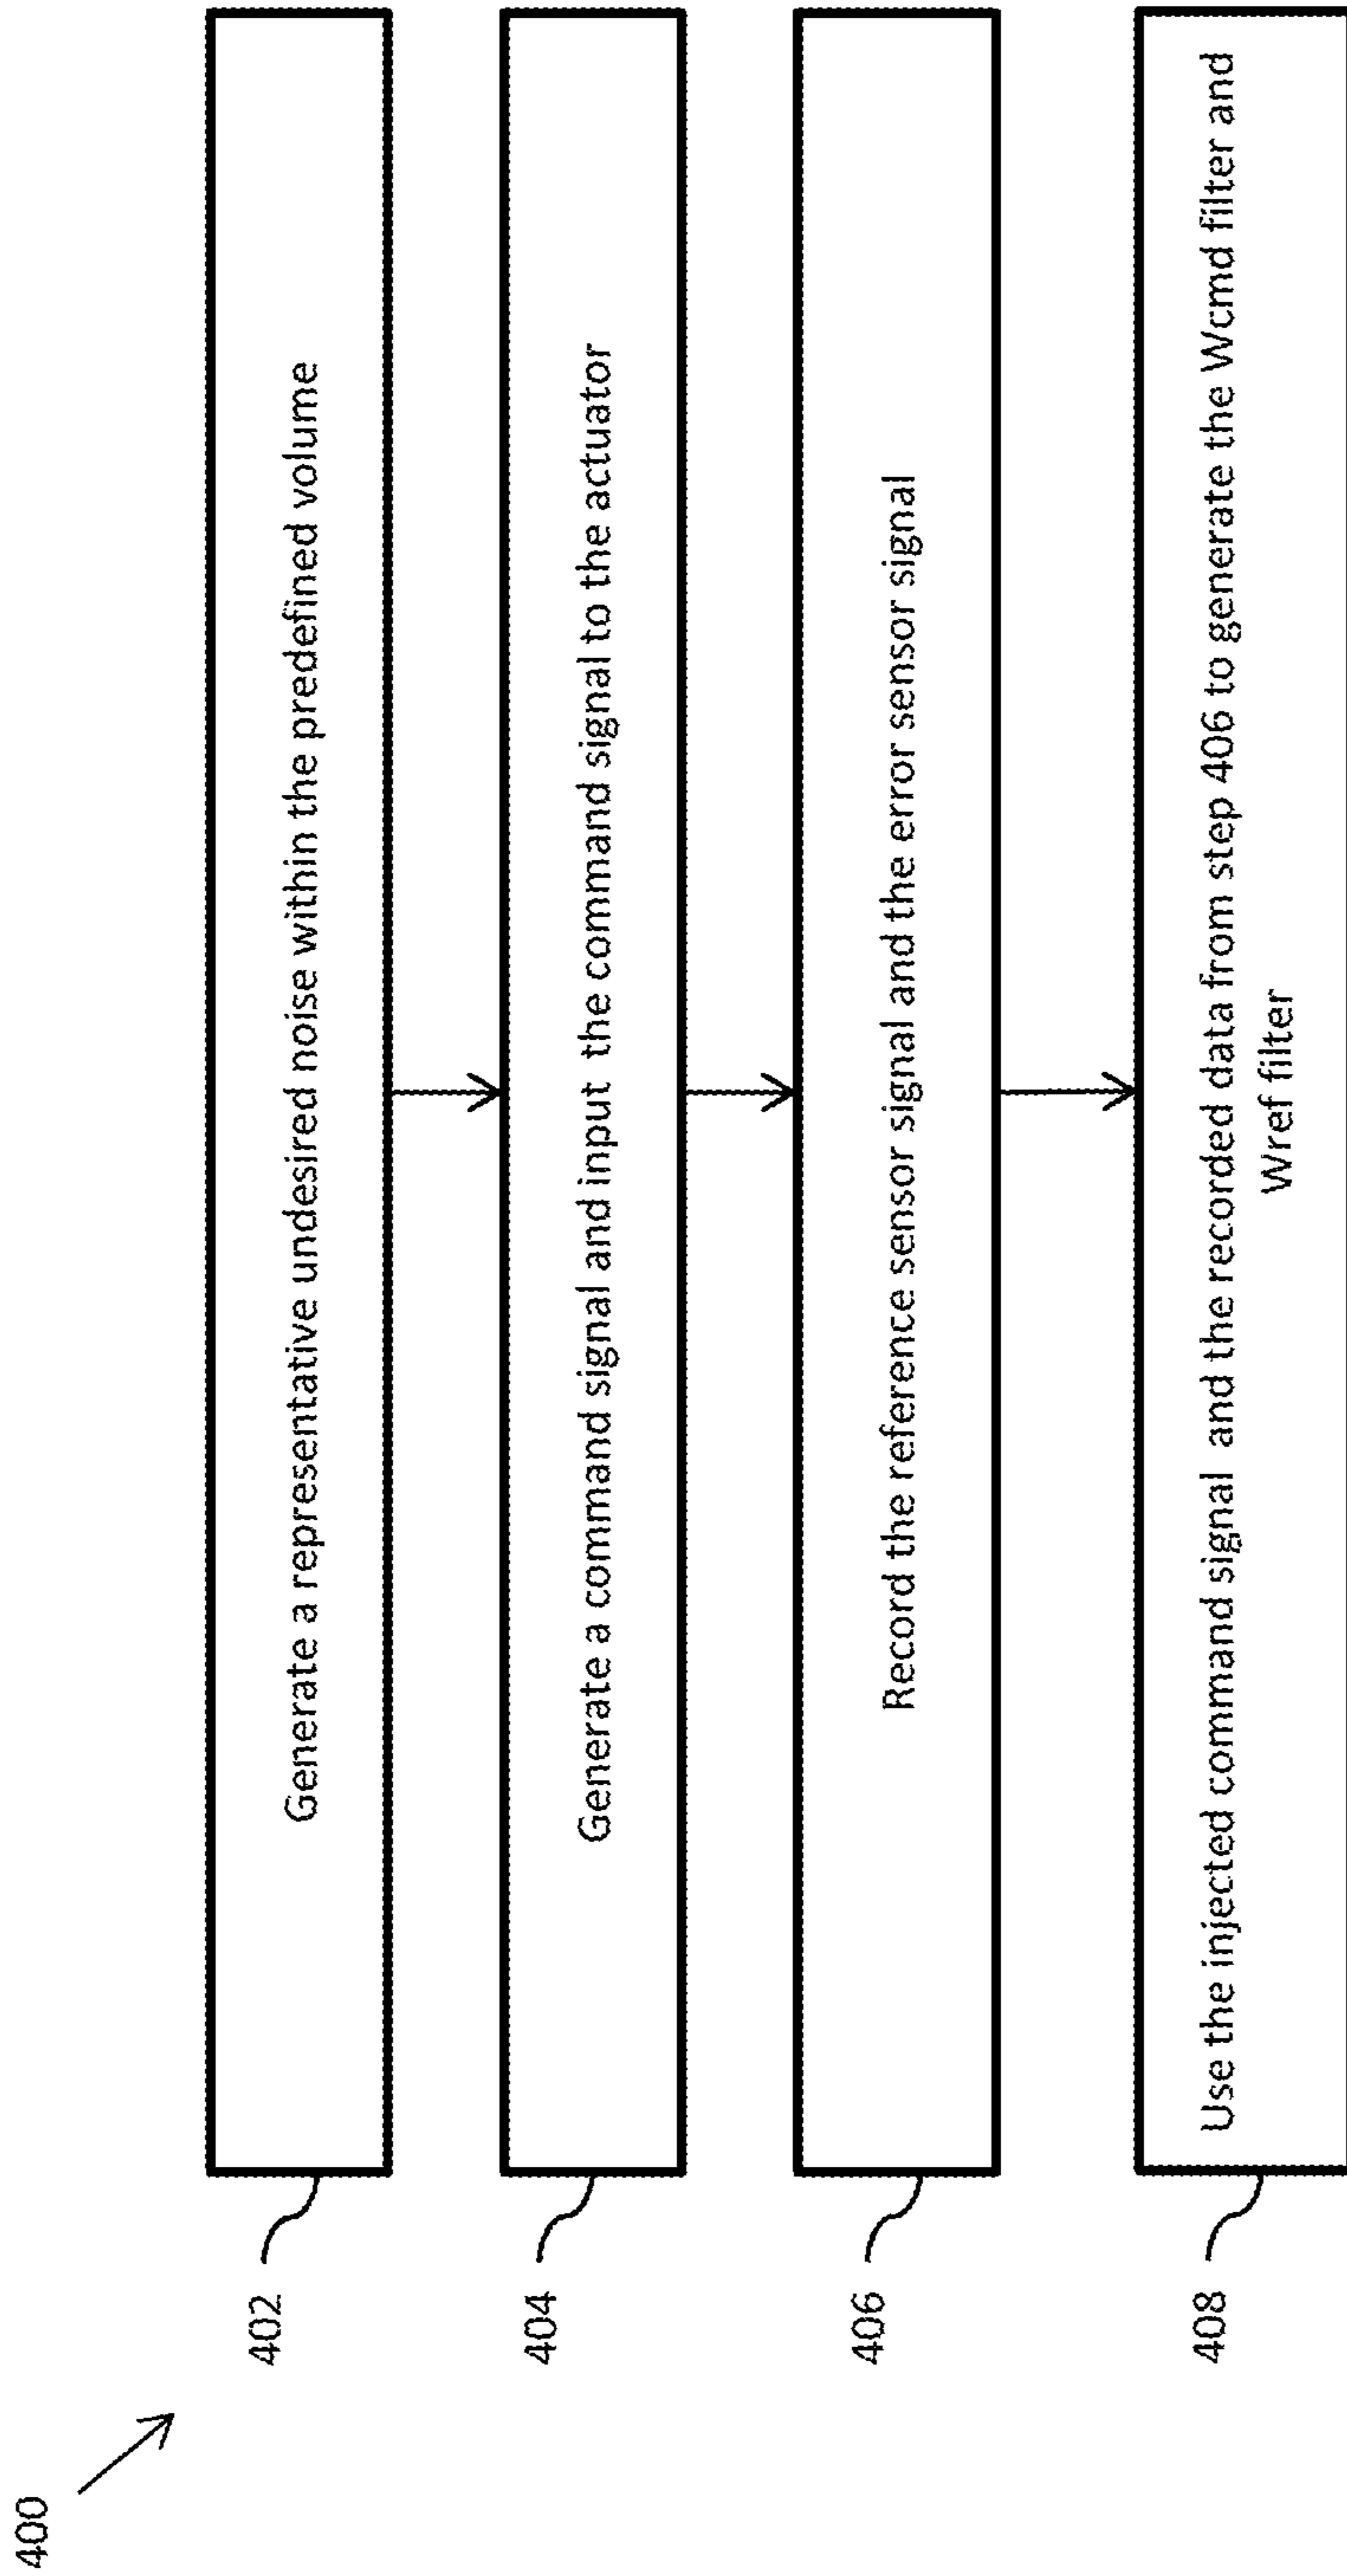 400
402
Generate a representative undesired noise within the predefined volume
404
Generate a command signal and input the command signal to the actuator
406
Record the reference sensor signal and the error sensor signal
408
Use the injected command signal and the recorded data from step 406 to generate the Wcmd filter and
Wref filter